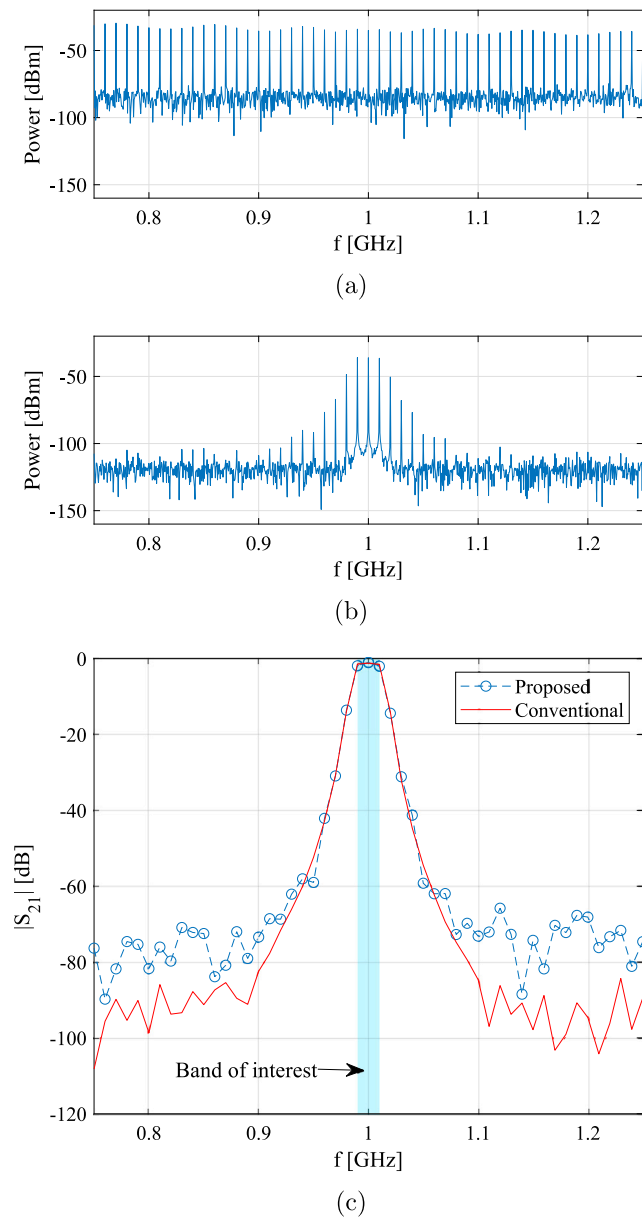 -50
-100
-150
Power [dBm]
0.8 0.9 1 1.1 1.2
f [GHz]
(a)
-50
-100
-150
Power [dBm]
0.8 0.9 1 1.1 1.2
f [GHz]
(b)
0
-20
-40
-60
-80
-100
-120
|S21| [dB]
Proposed
Conventional
Band of interest
0.8 0.9 1 1.1 1.2
f [GHz]
(c)